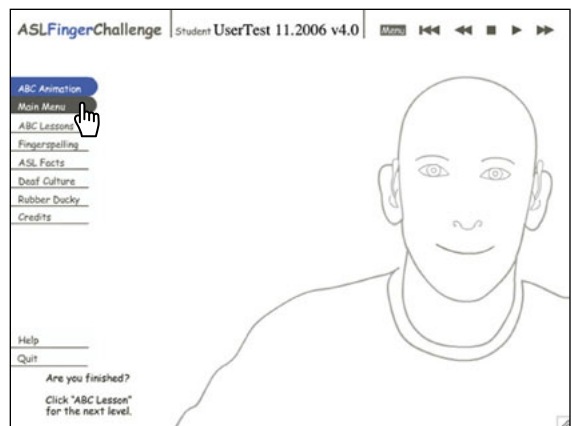 ASLFingerChallenge Student UserTest 11.2006 v4.0 Menu
ABC Animation
Main Menu
ABC Lessons
Fingerspelling
ASL Facts
Deaf Culture
Rubber Ducky
Credits
Help
Quit
Are you finished?
Click "ABC Lesson"
for the next level.